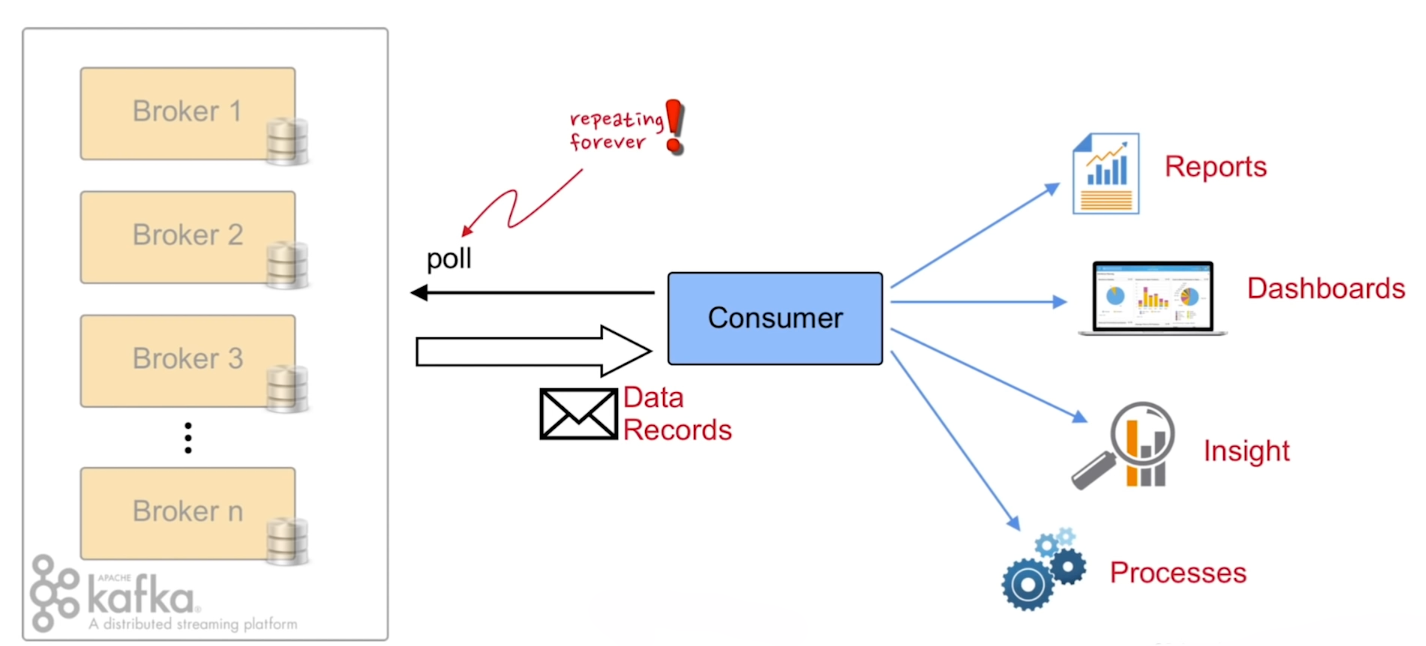 Broker 1
Broker 2
Broker 3
Broker n
APACHE
kafka®
A distributed streaming platform
repeating
forever
poll
Data
Records
Consumer
Reports
Dashboards
Insight
Processes